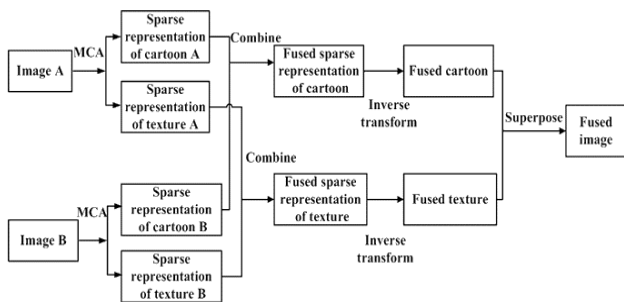 Sparse
representation
of cartoon A
MCA
Image A
Sparse
representation
of texture A
Combine
Fused sparse
representation
of cartoon
Inverse
transform
Fused cartoon
Superpose
Fused
image
Combine
Sparse
representation
of cartoon B
MCA
Image B
Sparse
representation
of texture B
Fused sparse
representation
of texture
Inverse
transform
Fused texture